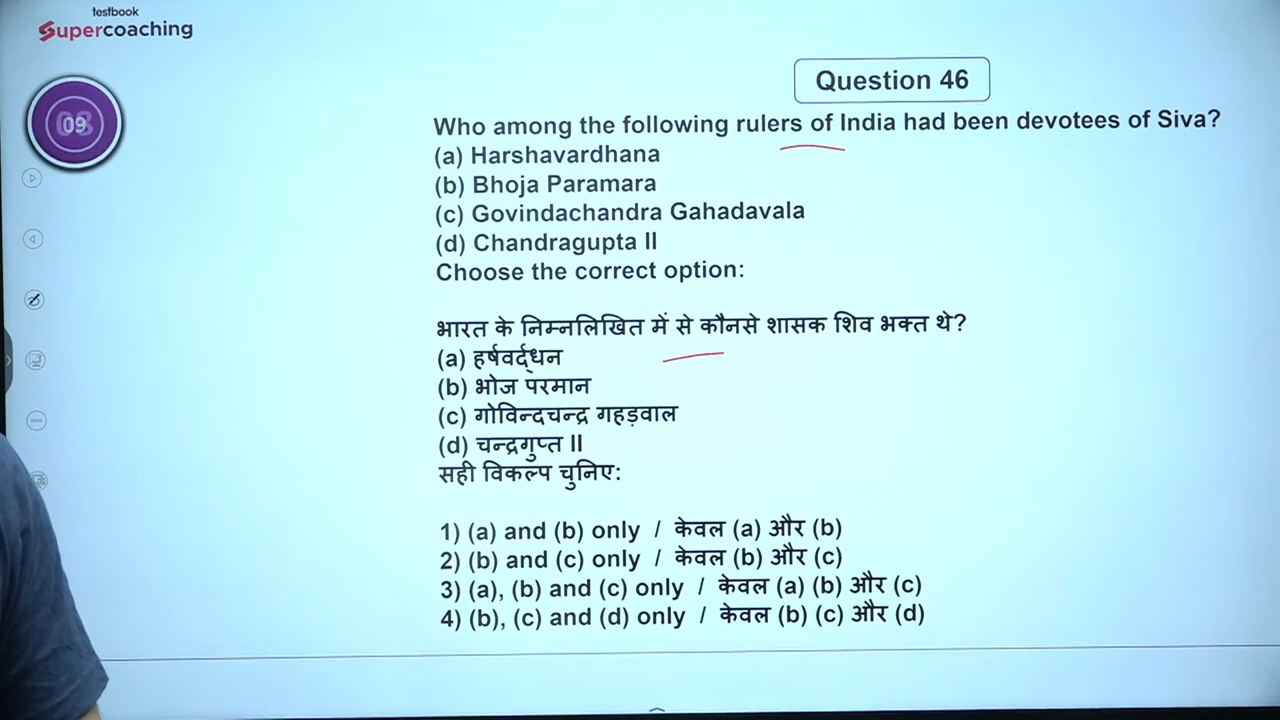 testbook
Supercoaching
09
Question 46
Who among the following rulers of India had been devotees of Siva?
(a) Harshavardhana
(b) Bhoja Paramara
(c) Govindachandra Gahadavala
(d) Chandragupta II
Choose the correct option:
भारत के निम्नलिखित में से कौनसे शासक शिव भक्त थे?
(a) हर्षवर्द्धन
(b) भोज परमान
(c) गोविन्दचन्द्र गहड़वाल
(d) चन्द्रगुप्त II
सही विकल्प चुनिए:
1) (a) and (b) only / केवल (a) और (b)
2) (b) and (c) only / केवल (b) और (c)
3) (a), (b) and (c) only / केवल (a) (b) और (c)
4) (b), (c) and (d) only / केवल (b) (c) और (d)